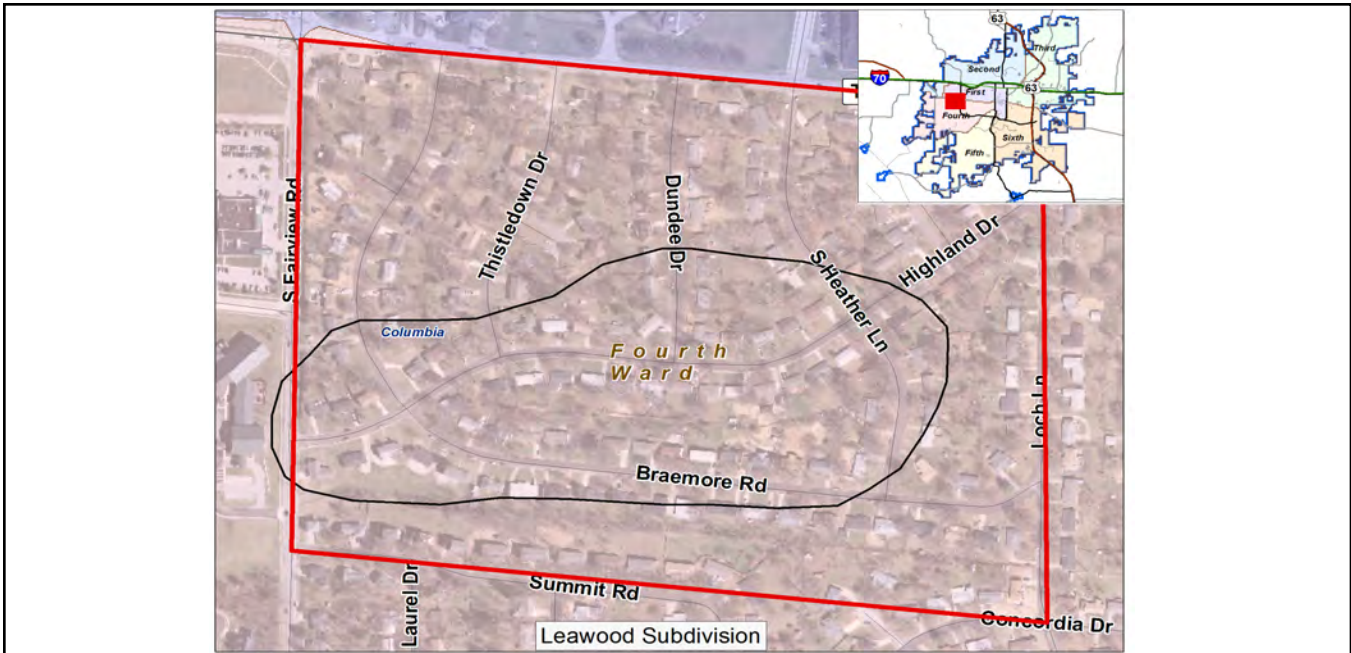 63
Third
Second
70
63
First
Fourth
Sixth
Fifth
S Fairview Rd
Thistledown Dr
Dundee Dr
S Heather Ln
Highland Dr
Columbia
Fourth
Ward
Loch Ln
Braemore Rd
Laurel Dr
Summit Rd
Concordia Dr
Leawood Subdivision